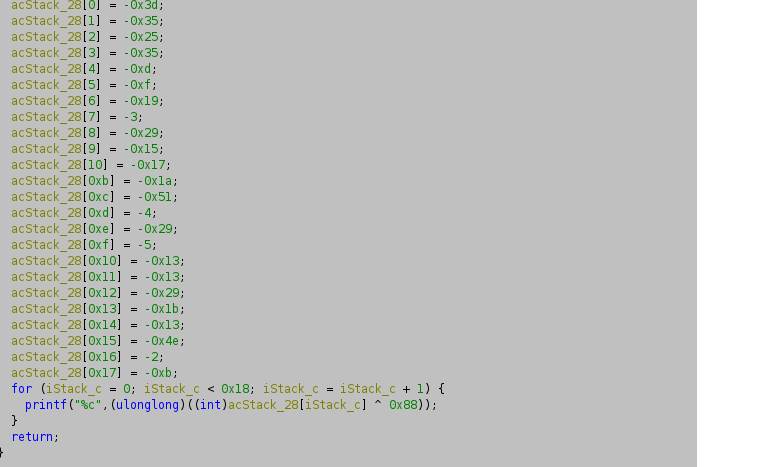 acStack_28[0] = -0x3d;
acStack_28[1] = -0x35;
acStack_28[2] = -0x25;
acStack_28[3] = -0x35;
acStack_28[4] = -0xd;
acStack_28[5] = -0xf;
acStack_28[6] = -0x19;
acStack_28[7] = -3;
acStack_28[8] = -0x29;
acStack_28[9] = -0x15;
acStack_28[10] = -0x17;
acStack_28[0xb] = -0x1a;
acStack_28[0xc] = -0x51;
acStack_28[0xd] = -4;
acStack_28[0xe] = -0x29;
acStack_28[0xf] = -5;
acStack_28[0x10] = -0x13;
acStack_28[0x11] = -0x13;
acStack_28[0x12] = -0x29;
acStack_28[0x13] = -0x1b;
acStack_28[0x14] = -0x13;
acStack_28[0x15] = -0x4e;
acStack_28[0x16] = -2;
acStack_28[0x17] = -0xb;
for (iStack_c = 0; iStack_c < 0x18; iStack_c = iStack_c + 1) {
printf("%c",(ulonglong)((int)acStack_28[iStack_c] ^ 0x88));
}
return;
}